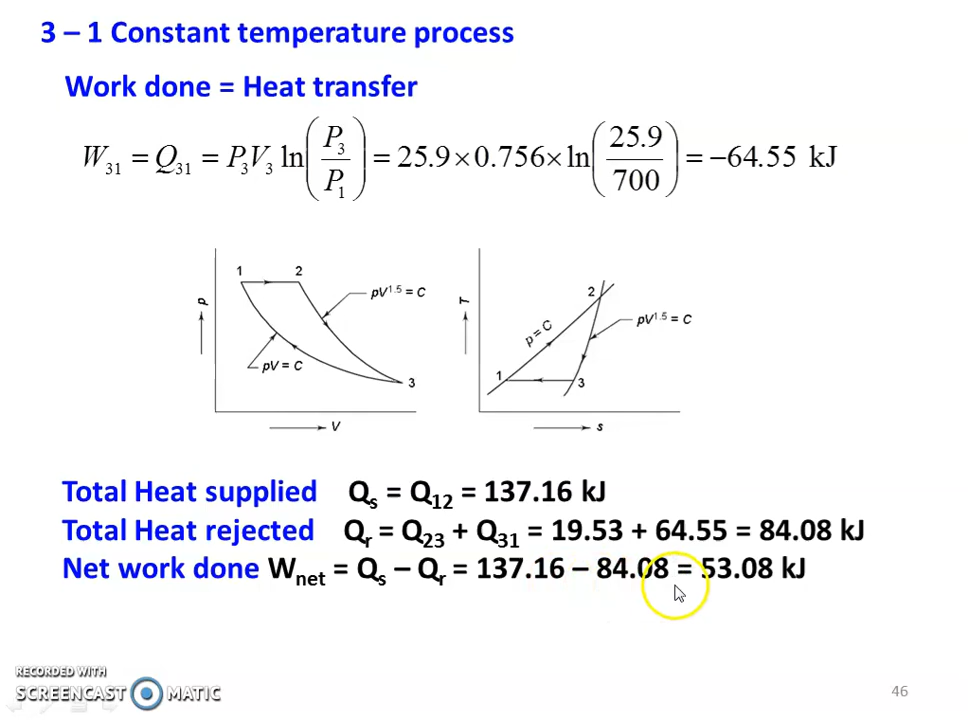 3 – 1 Constant temperature process
Work done = Heat transfer
W₃₁ = Q₃₁ = P₃V₃ ln(P₃/P₁) = 25.9 × 0.756 × ln(25.9/700) = −64.55 kJ
1 2
pV¹·⁵ = C
p
pV = C
3
V
2
T
pV¹·⁵ = C
p = C
1
3
s
Total Heat supplied Qₛ = Q₁₂ = 137.16 kJ
Total Heat rejected Qᵣ = Q₂₃ + Q₃₁ = 19.53 + 64.55 = 84.08 kJ
Net work done Wₙₑₜ = Qₛ – Qᵣ = 137.16 – 84.08 = 53.08 kJ
RECORDED WITH
SCREENCAST MATIC
46